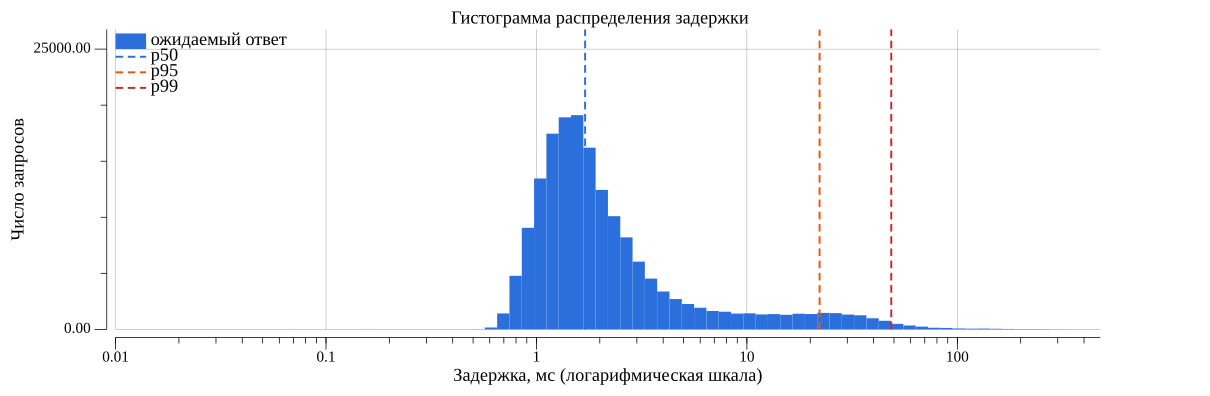 Гистограмма распределения задержки
ожидаемый ответ
p50
p95
p99
25000.00
0.00
Число запросов
0.01
0.1
1
10
100
Задержка, мс (логарифмическая шкала)